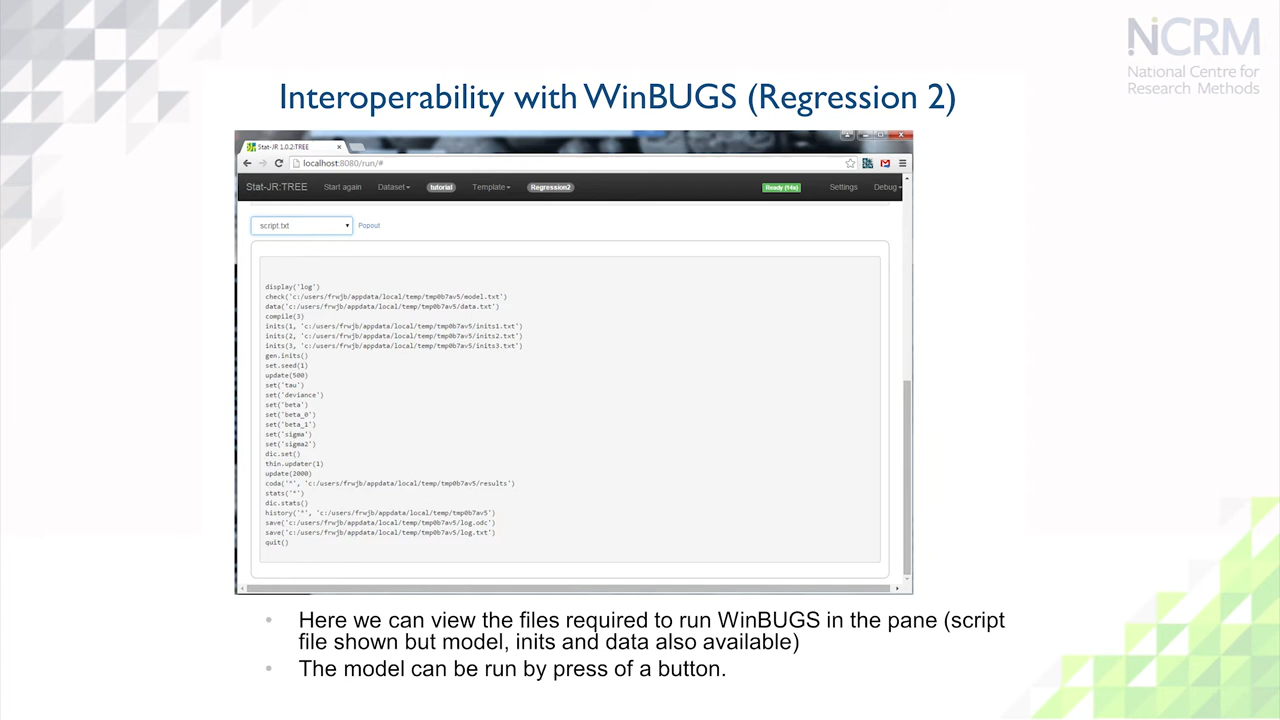 NCRM
National Centre for
Research Methods
Interoperability with WinBUGS (Regression 2)
Stat-JR 1.0.2:TREE
localhost:8080/run/#
Stat-JR:TREE Start again Dataset tutorial Template Regression2 Ready (14s) Settings Debug
script.txt Popout
display('log')
check('c:/users/frwjb/appdata/local/temp/tmp0b7av5/model.txt')
data('c:/users/frwjb/appdata/local/temp/tmp0b7av5/data.txt')
compile(3)
inits(1, 'c:/users/frwjb/appdata/local/temp/tmp0b7av5/inits1.txt')
inits(2, 'c:/users/frwjb/appdata/local/temp/tmp0b7av5/inits2.txt')
inits(3, 'c:/users/frwjb/appdata/local/temp/tmp0b7av5/inits3.txt')
gen.inits()
set.seed(1)
update(500)
set('tau')
set('deviance')
set('beta')
set('beta_0')
set('beta_1')
set('sigma')
set('sigma2')
dic.set()
thin.updater(1)
update(2000)
coda('*', 'c:/users/frwjb/appdata/local/temp/tmp0b7av5/results')
stats('*')
dic.stats()
history('*', 'c:/users/frwjb/appdata/local/temp/tmp0b7av5')
save('c:/users/frwjb/appdata/local/temp/tmp0b7av5/log.odc')
save('c:/users/frwjb/appdata/local/temp/tmp0b7av5/log.txt')
quit()
• Here we can view the files required to run WinBUGS in the pane (script
file shown but model, inits and data also available)
• The model can be run by press of a button.